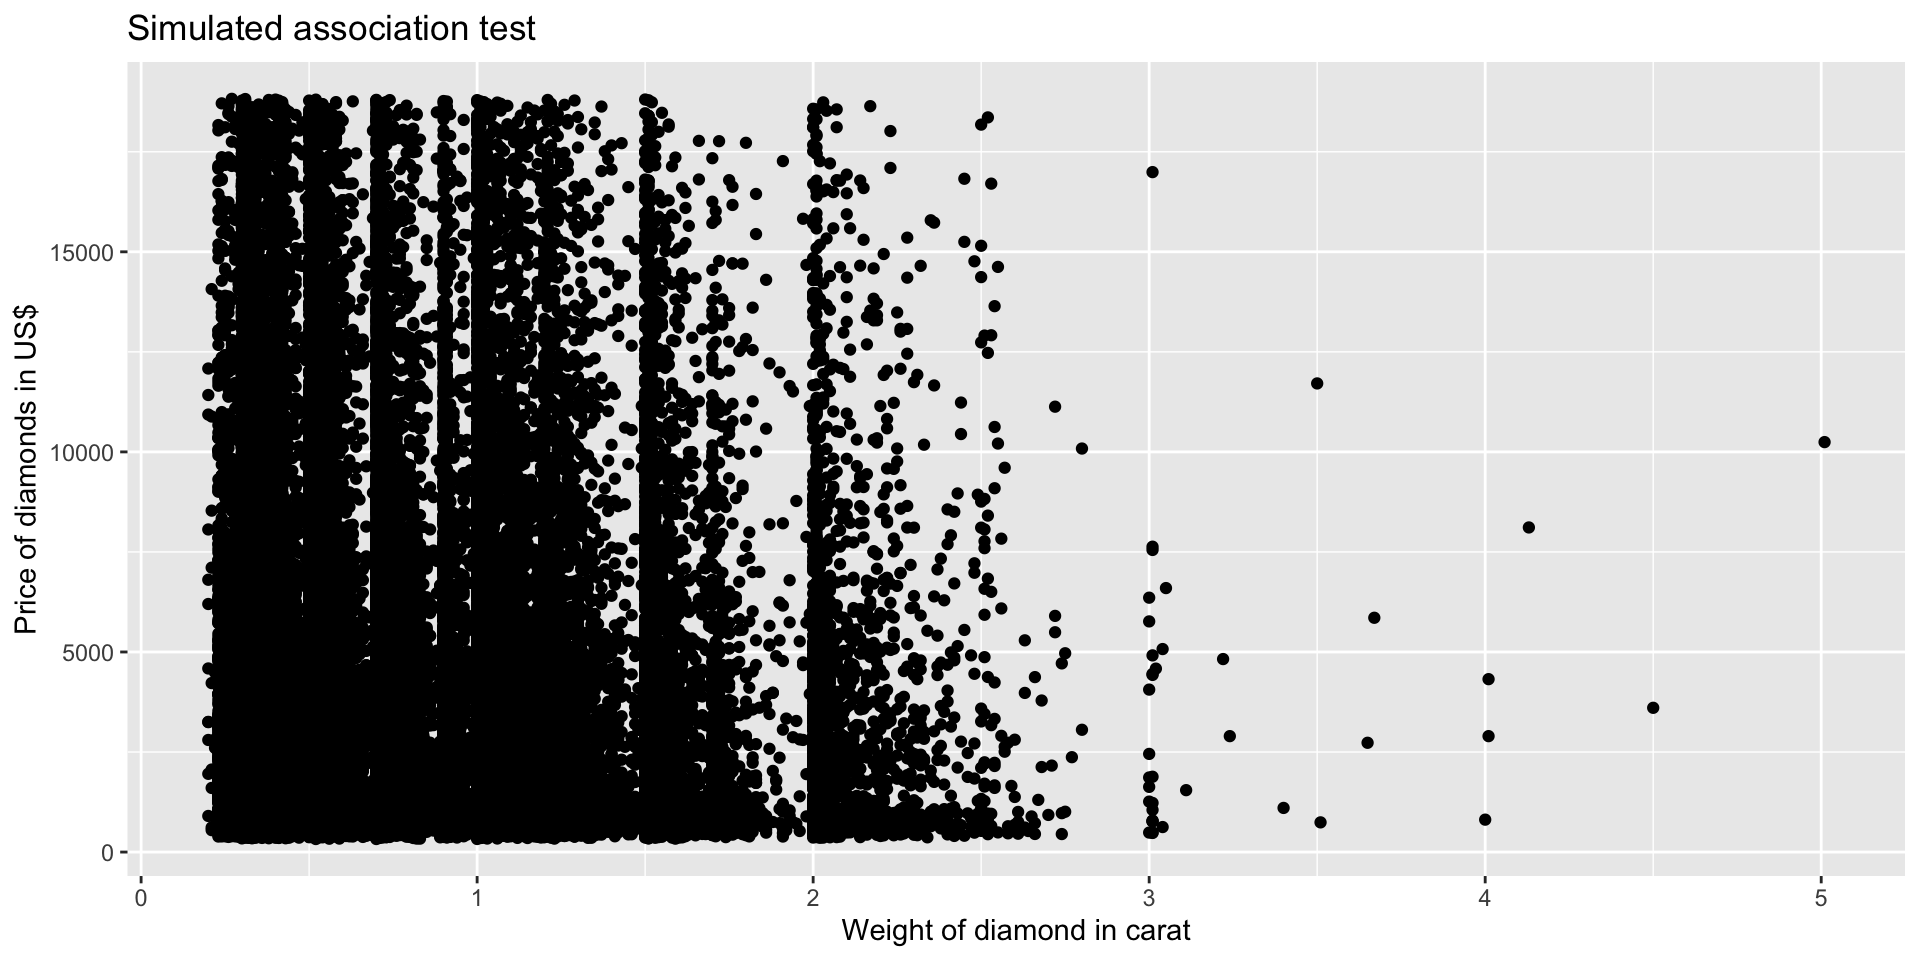 Simulated association test
Price of diamonds in US$
15000
10000
5000
0
0 1 2 3 4 5
Weight of diamond in carat